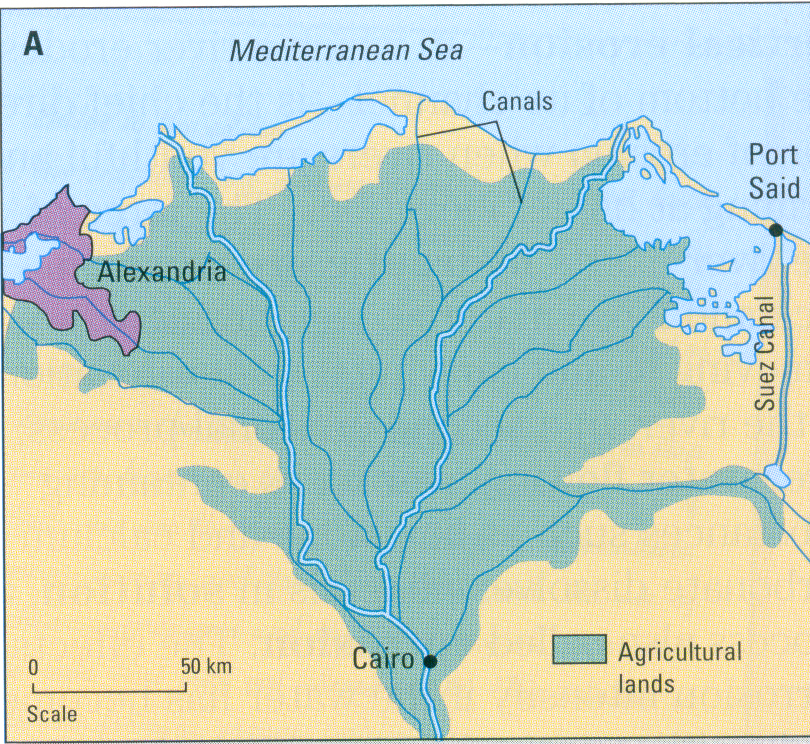 A
Mediterranean Sea
Canals
Port
Said
Alexandria
Suez Canal
Cairo
0 50 km
Scale
Agricultural
lands